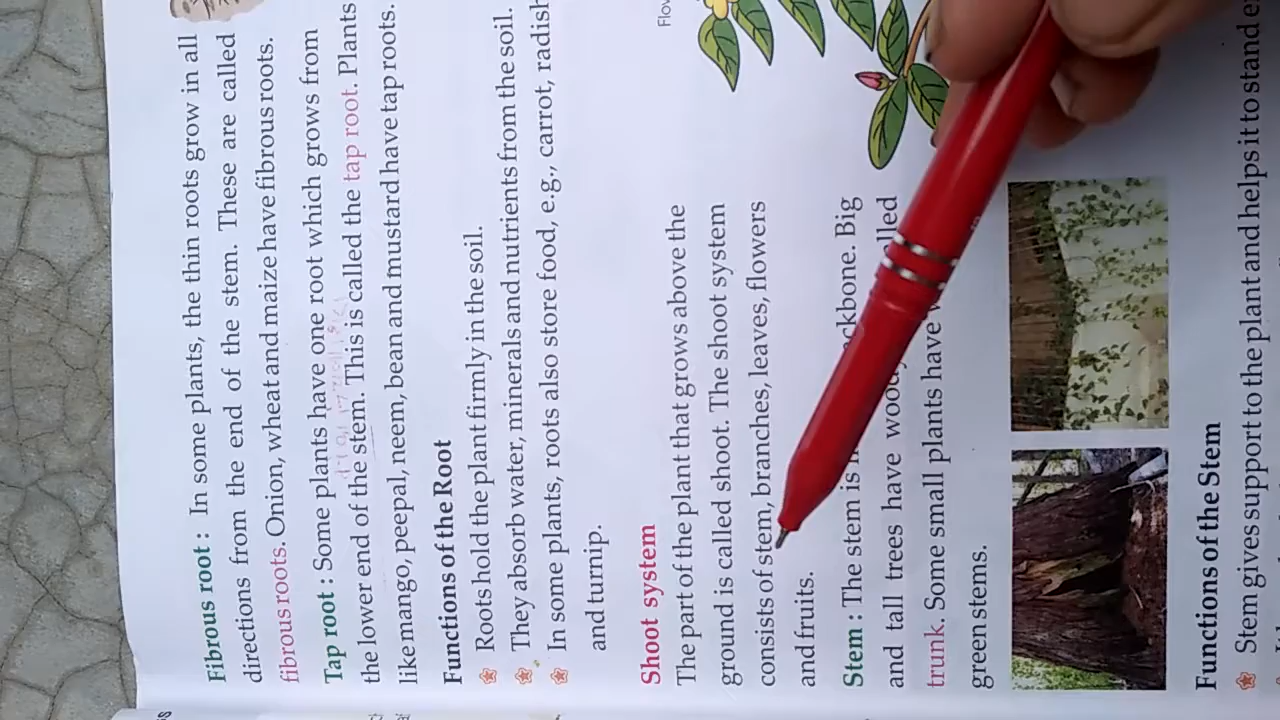 Fibrous root : In some plants, the thin roots grow in all
directions from the end of the stem. These are called
fibrous roots. Onion, wheat and maize have fibrous roots.
Tap root : Some plants have one root which grows from
the lower end of the stem. This is called the tap root. Plants
like mango, peepal, neem, bean and mustard have tap roots.
Functions of the Root
Roots hold the plant firmly in the soil.
They absorb water, minerals and nutrients from the soil.
In some plants, roots also store food, e.g., carrot, radish
and turnip.
Flow
Shoot system
The part of the plant that grows above the
ground is called shoot. The shoot system
consists of stem, branches, leaves, flowers
and fruits.
Stem : The stem is ackbone. Big
and tall trees have wood lled
trunk. Some small plants have
green stems.
Functions of the Stem
Stem gives support to the plant and helps it to stand